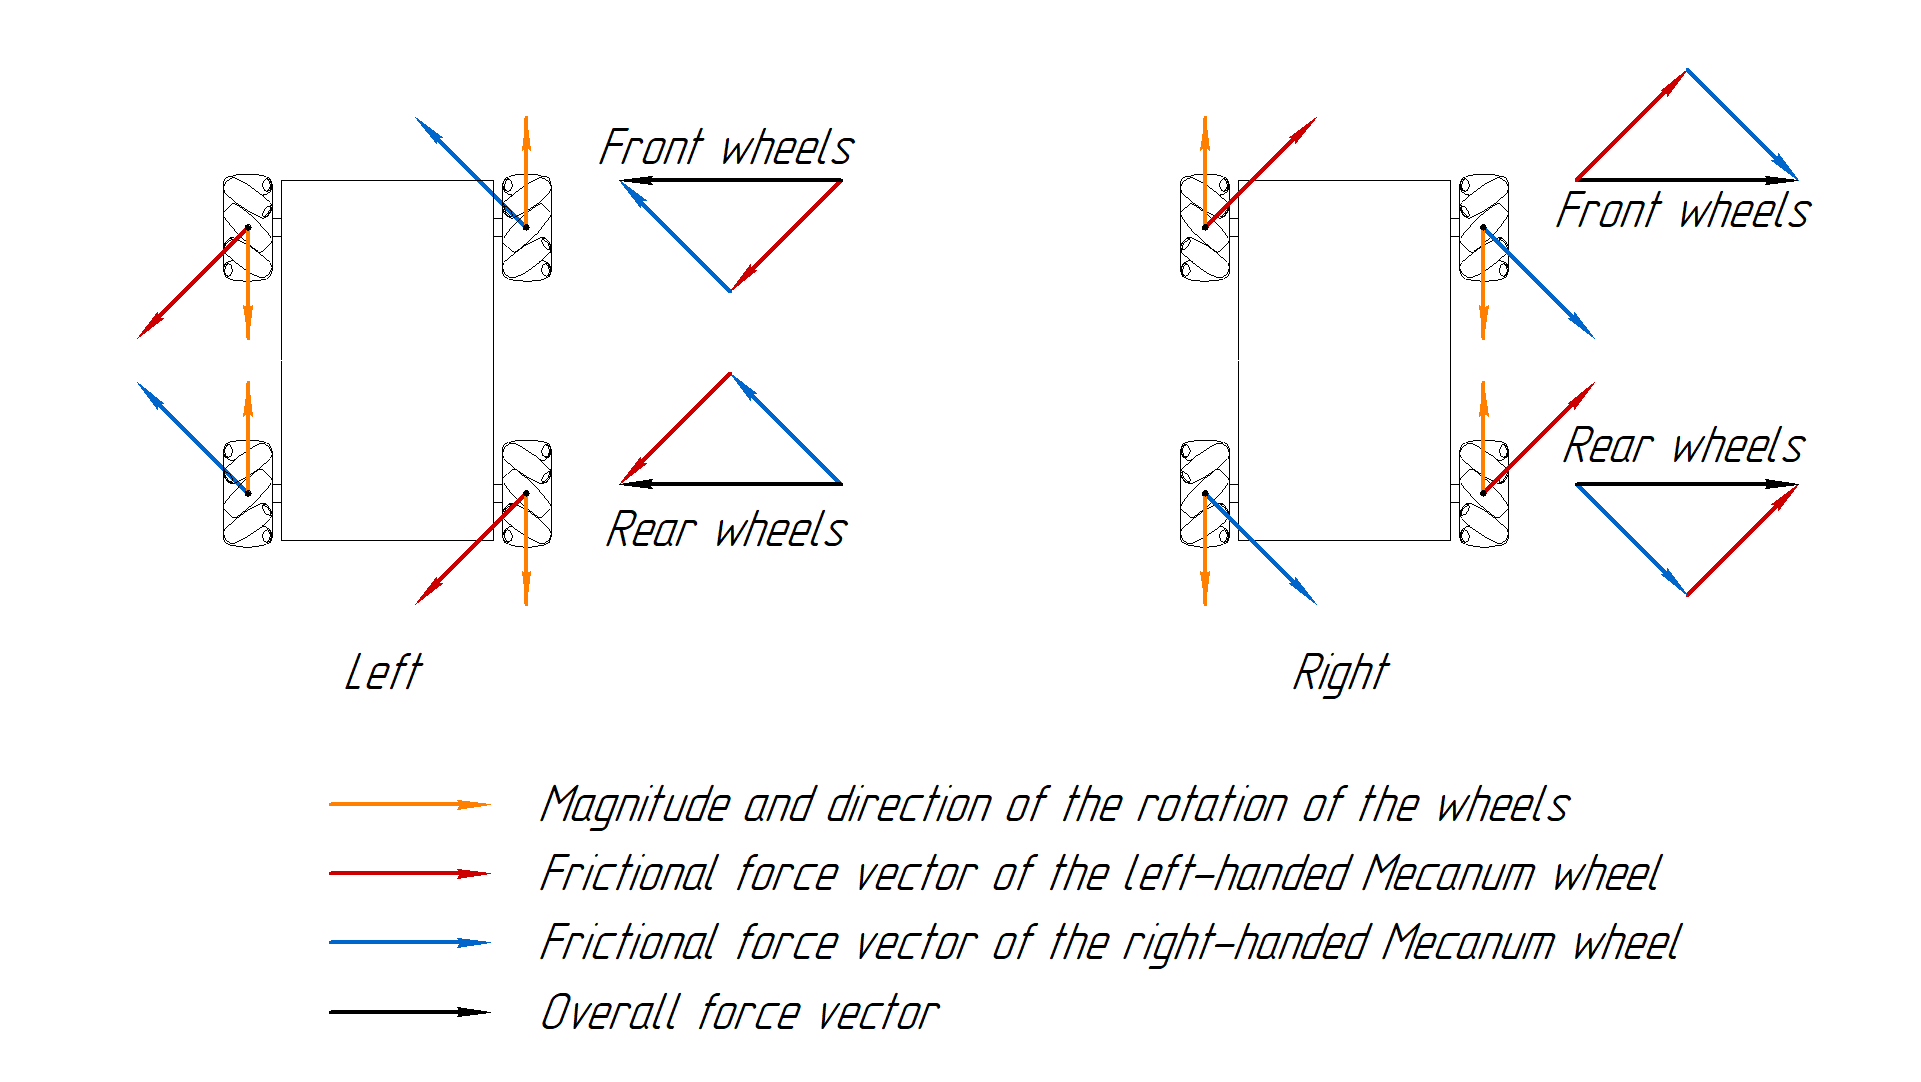 Front wheels
Front wheels
Rear wheels
Rear wheels
Left
Right
Magnitude and direction of the rotation of the wheels
Frictional force vector of the left-handed Mecanum wheel
Frictional force vector of the right-handed Mecanum wheel
Overall force vector